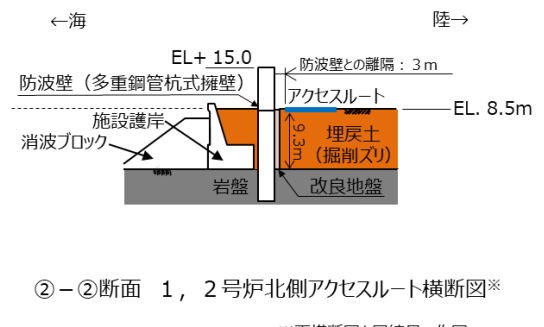 ←海
陸→
EL+ 15.0
防波壁との離隔：3m
防波壁（多重鋼管杭式擁壁）
アクセスルート
EL. 8.5m
施設護岸
消波ブロック
9.3m
埋戻土
（掘削ズリ）
岩盤
改良地盤
②－②断面 1，2号炉北側アクセスルート横断図※